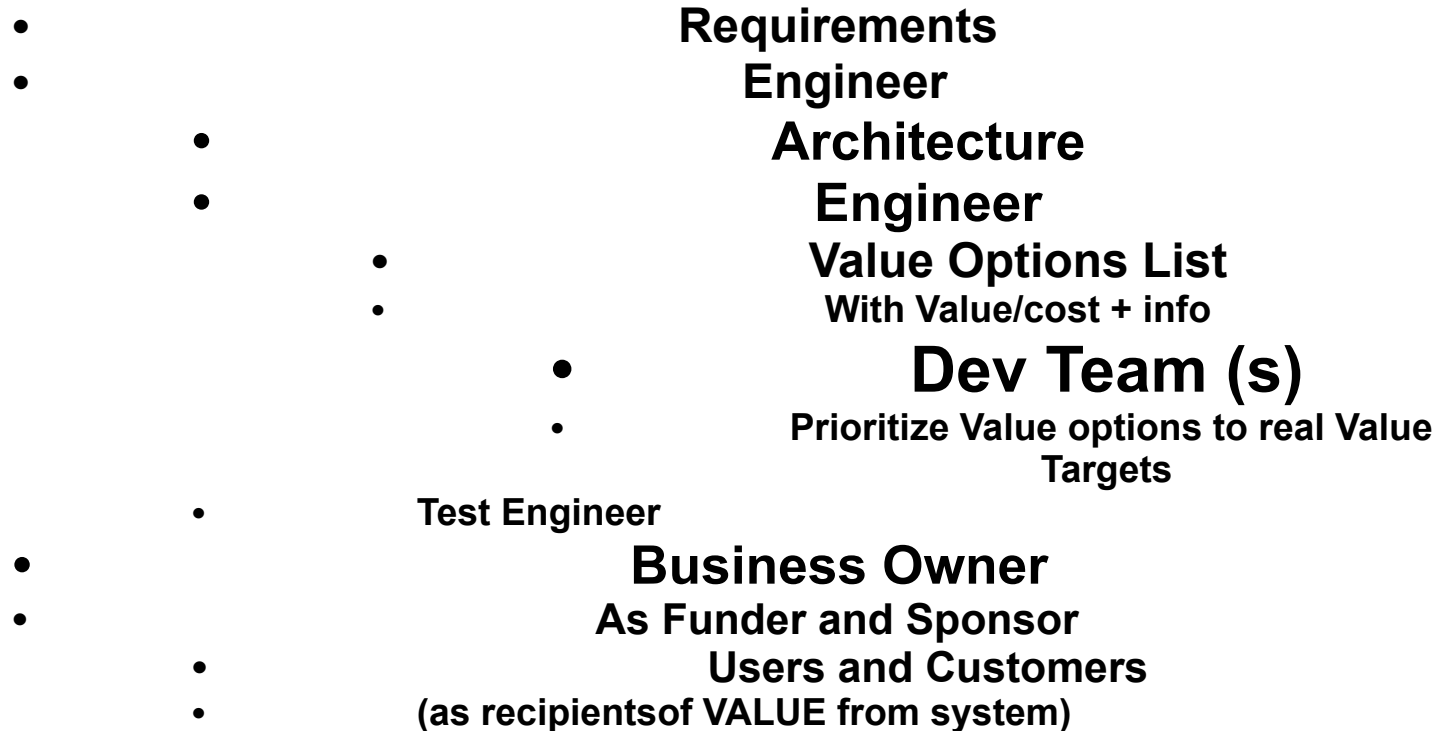 • Requirements
• Engineer
• Architecture
• Engineer
• Value Options List
• With Value/cost + info
• Dev Team (s)
• Prioritize Value options to real Value
Targets
• Test Engineer
• Business Owner
• As Funder and Sponsor
• Users and Customers
• (as recipientsof VALUE from system)